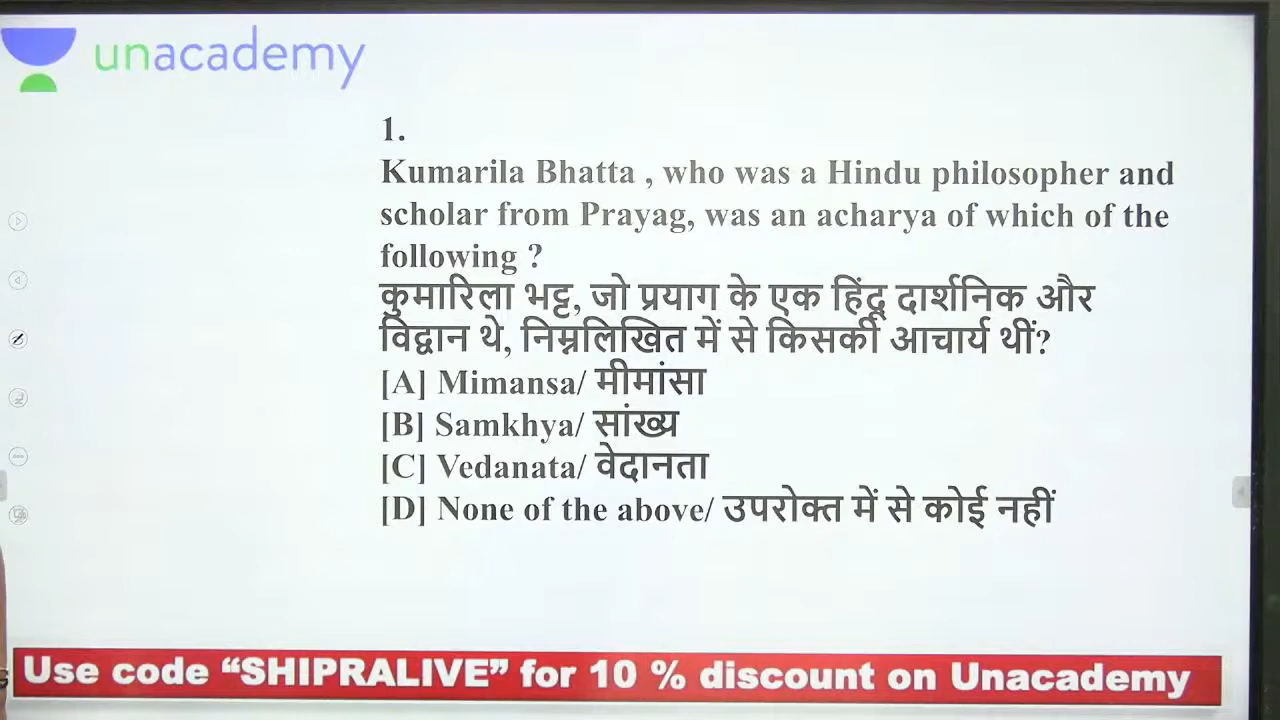 unacademy
1.
Kumarila Bhatta , who was a Hindu philosopher and
scholar from Prayag, was an acharya of which of the
following ?
कुमारिला भट्ट, जो प्रयाग के एक हिंदू दार्शनिक और
विद्वान थे, निम्नलिखित में से किसकी आचार्य थीं?
[A] Mimansa/ मीमांसा
[B] Samkhya/ सांख्य
[C] Vedanata/ वेदानता
[D] None of the above/ उपरोक्त में से कोई नहीं
Use code “SHIPRALIVE” for 10 % discount on Unacademy